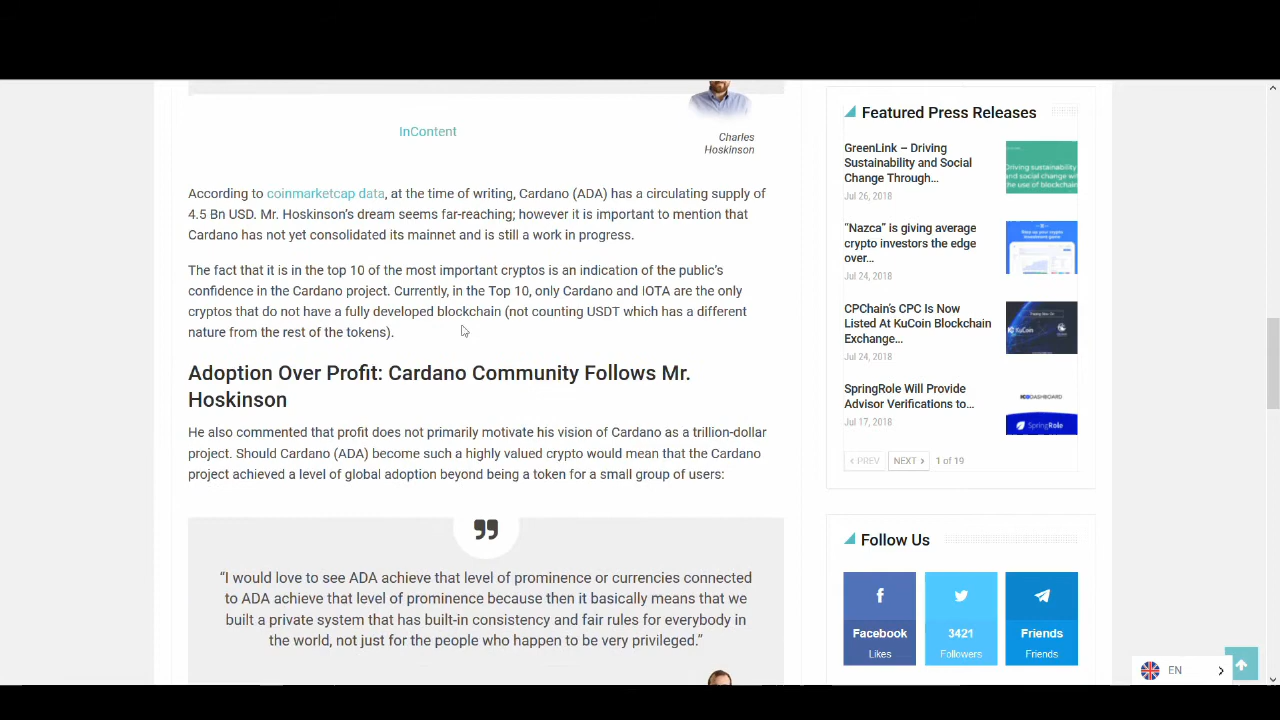 InContent
Charles
Hoskinson
According to coinmarketcap data, at the time of writing, Cardano (ADA) has a circulating supply of
4.5 Bn USD. Mr. Hoskinson's dream seems far-reaching; however it is important to mention that
Cardano has not yet consolidated its mainnet and is still a work in progress.
The fact that it is in the top 10 of the most important cryptos is an indication of the public's
confidence in the Cardano project. Currently, in the Top 10, only Cardano and IOTA are the only
cryptos that do not have a fully developed blockchain (not counting USDT which has a different
nature from the rest of the tokens).
Adoption Over Profit: Cardano Community Follows Mr.
Hoskinson
He also commented that profit does not primarily motivate his vision of Cardano as a trillion-dollar
project. Should Cardano (ADA) become such a highly valued crypto would mean that the Cardano
project achieved a level of global adoption beyond being a token for a small group of users:
"I would love to see ADA achieve that level of prominence or currencies connected
to ADA achieve that level of prominence because then it basically means that we
built a private system that has built-in consistency and fair rules for everybody in
the world, not just for the people who happen to be very privileged."
Featured Press Releases
GreenLink – Driving
Sustainability and Social
Change Through...
Jul 26, 2018
Driving sustainability
and social change wi
the use of blockchain
"Nazca" is giving average
crypto investors the edge
over...
Jul 24, 2018
CPChain's CPC Is Now
Listed At KuCoin Blockchain
Exchange...
Jul 24, 2018
KuCoin
SpringRole Will Provide
Advisor Verifications to...
Jul 17, 2018
DASHBOARD
SpringRole
PREV
NEXT
1 of 19
Follow Us
Facebook
Likes
3421
Followers
Friends
Friends
EN